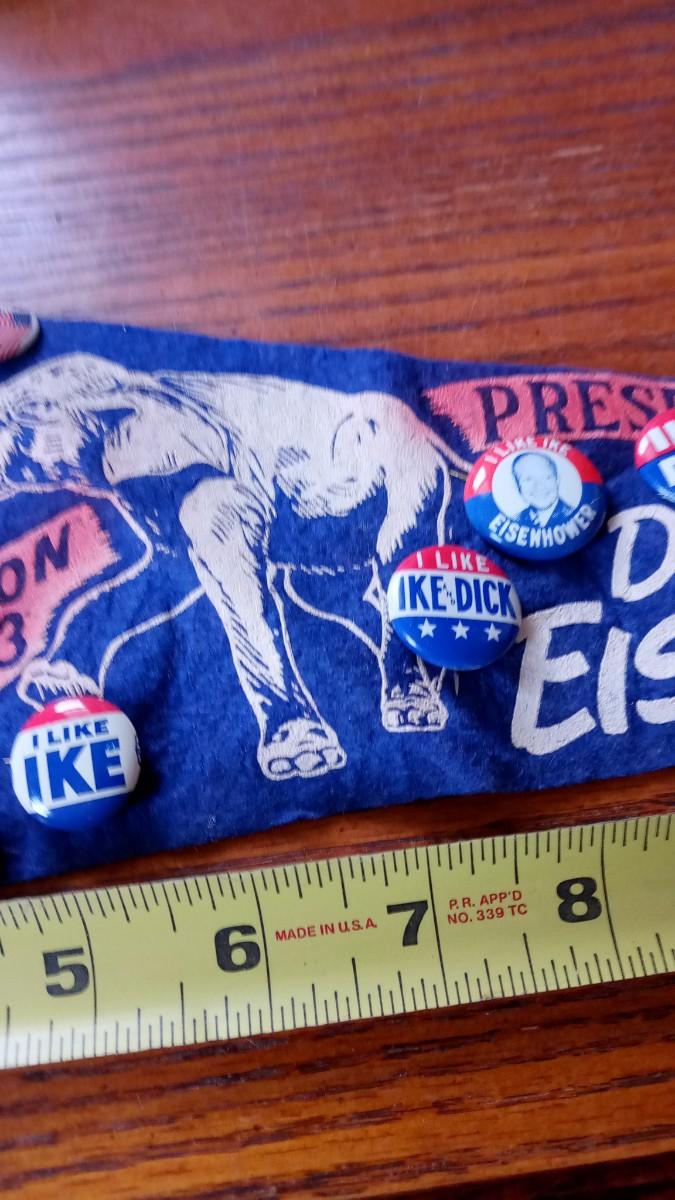 PRES
ON
3
I LIKE IKE
EISENHOWER
I LIKE
IKE AND DICK
D
EIS
I LIKE
IKE
5 6 MADE IN U.S.A. 7 P.R. APP'D 8
NO. 339 TC